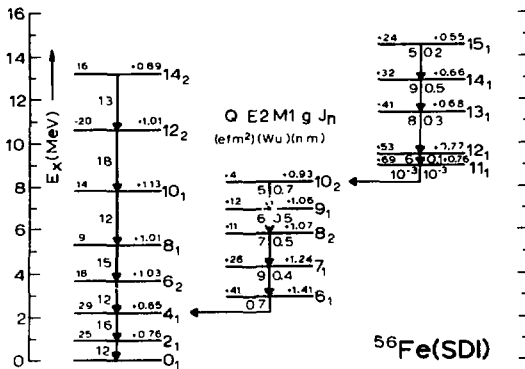 16
14
12
10
8
6
4
2
0
Ex(MeV)
16 +0.89 14₂
13
-20 +1.01 12₂
18
14 +1.13 10₁
12
9 +1.01 8₁
15
18 +1.03 6₂
12
29 +0.65 4₁
16
25 +0.76 2₁
12
0₁
Q E2 M1 g Jn
(efm²)(Wu)(nm)
+4 +0.93 10₂
5 0.7
+12 +1.06 9₁
6 0.5
+11 +1.07 8₂
7 0.5
+26 +1.24 7₁
9 0.4
+41 +1.41 6₁
0.7
+24 +0.55 15₁
5 0.2
+32 +0.66 14₁
9 0.5
-41 +0.68 13₁
8 0.3
+53 +0.77 12₁
6 0.1
+69 +0.76 11₁
10⁻³ 10⁻³
⁵⁶Fe(SDI)